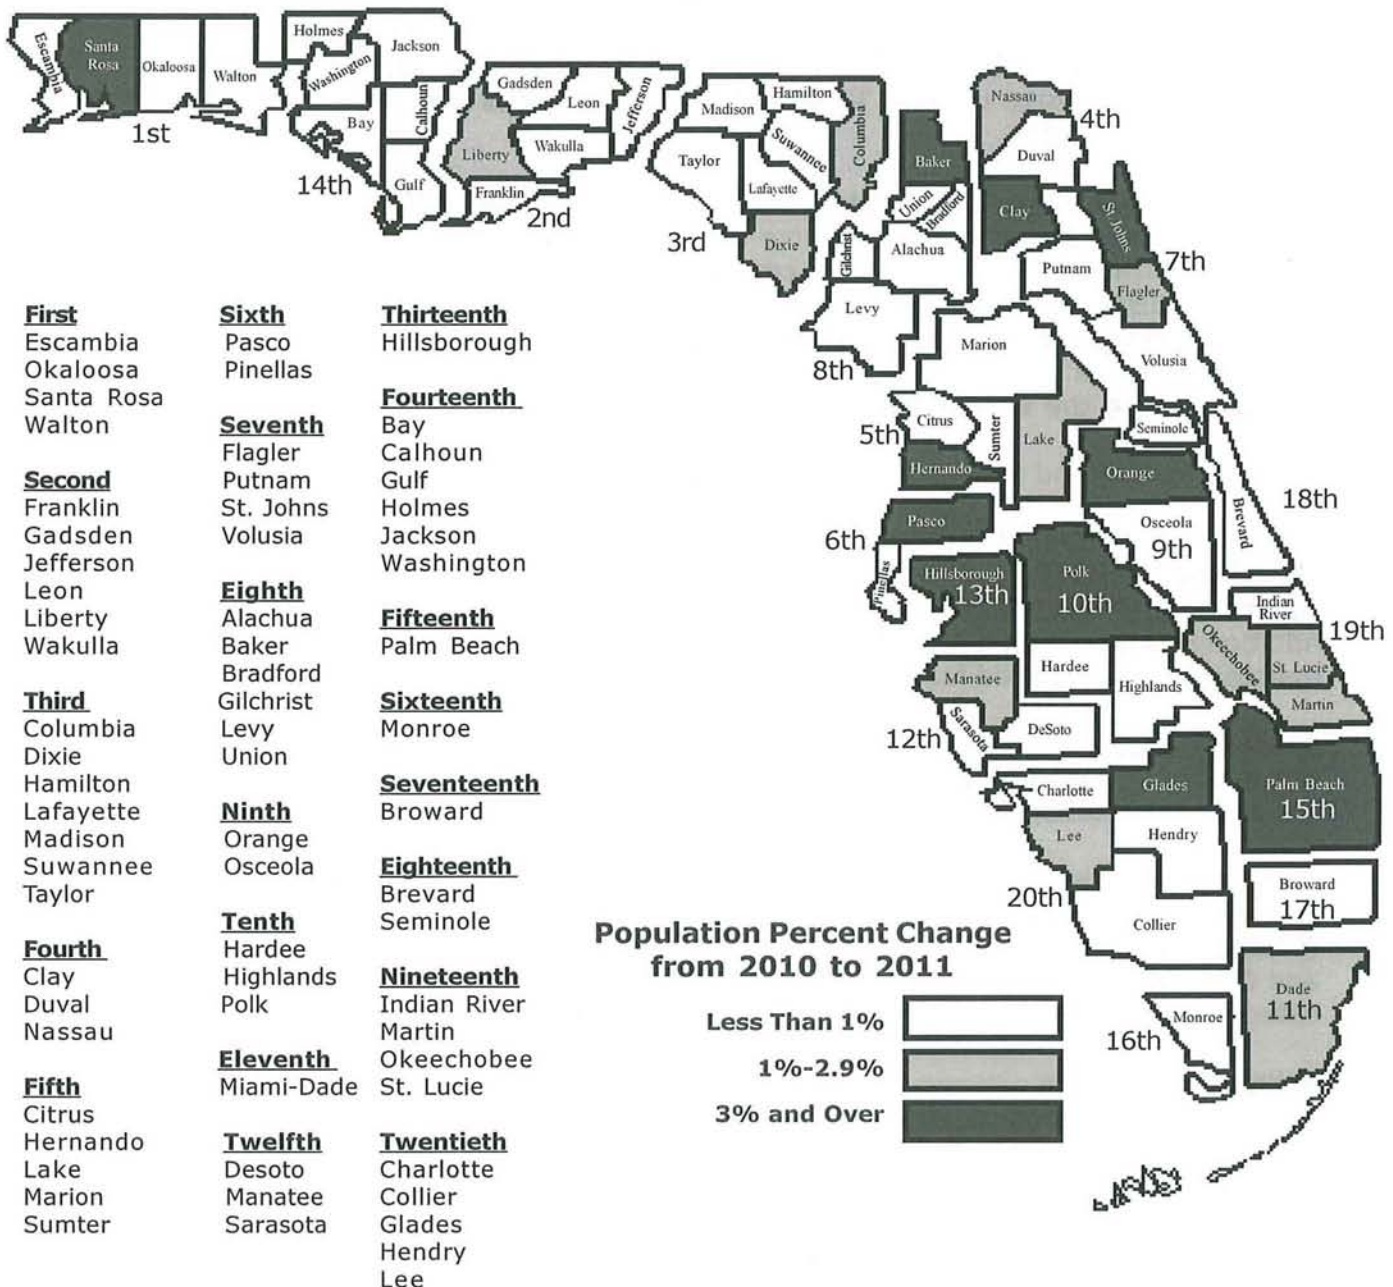 Escambia
Santa
Rosa
Okaloosa
Walton
1st
Holmes
Jackson
Washington
Calhoun
Bay
Gulf
14th
Gadsden
Leon
Jefferson
Liberty
Wakulla
Franklin
2nd
Madison
Hamilton
Columbia
Suwannee
Taylor
Lafayette
Dixie
3rd
Nassau
4th
Duval
Clay
Baker
Union
Bradford
Alachua
Gilchrist
Levy
8th
St. Johns
7th
Putnam
Flagler
Volusia
Marion
Citrus
5th
Sumter
Lake
Hernando
Seminole
Orange
Brevard
18th
Osceola
9th
Pasco
6th
Pinellas
Hillsborough
13th
Polk
10th
Indian
River
19th
Okeechobee
St. Lucie
Martin
Hardee
Highlands
Manatee
Sarasota
12th
DeSoto
Charlotte
Glades
Palm Beach
15th
Lee
Hendry
20th
Collier
Broward
17th
Dade
11th
Monroe
16th
First
Escambia
Okaloosa
Santa Rosa
Walton
Second
Franklin
Gadsden
Jefferson
Leon
Liberty
Wakulla
Third
Columbia
Dixie
Hamilton
Lafayette
Madison
Suwannee
Taylor
Fourth
Clay
Duval
Nassau
Fifth
Citrus
Hernando
Lake
Marion
Sumter
Sixth
Pasco
Pinellas
Seventh
Flagler
Putnam
St. Johns
Volusia
Eighth
Alachua
Baker
Bradford
Gilchrist
Levy
Union
Ninth
Orange
Osceola
Tenth
Hardee
Highlands
Polk
Eleventh
Miami-Dade
Twelfth
Desoto
Manatee
Sarasota
Thirteenth
Hillsborough
Fourteenth
Bay
Calhoun
Gulf
Holmes
Jackson
Washington
Fifteenth
Palm Beach
Sixteenth
Monroe
Seventeenth
Broward
Eighteenth
Brevard
Seminole
Nineteenth
Indian River
Martin
Okeechobee
St. Lucie
Twentieth
Charlotte
Collier
Glades
Hendry
Lee
Population Percent Change
from 2010 to 2011
Less Than 1%
1%-2.9%
3% and Over